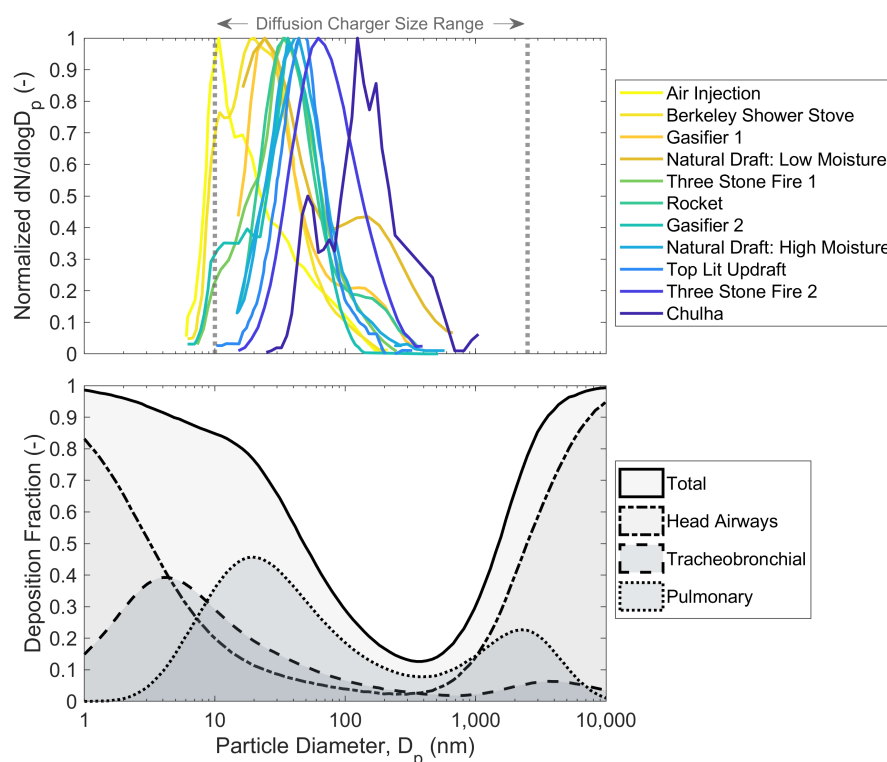 Diffusion Charger Size Range
1
0.9
0.8
0.7
0.6
0.5
0.4
0.3
0.2
0.1
0
Normalized dN/dlogDp (-)
Air Injection
Berkeley Shower Stove
Gasifier 1
Natural Draft: Low Moisture
Three Stone Fire 1
Rocket
Gasifier 2
Natural Draft: High Moisture
Top Lit Updraft
Three Stone Fire 2
Chulha
1
0.9
0.8
0.7
0.6
0.5
0.4
0.3
0.2
0.1
0
Deposition Fraction (-)
Total
Head Airways
Tracheobronchial
Pulmonary
1 10 100 1,000 10,000
Particle Diameter, Dp (nm)